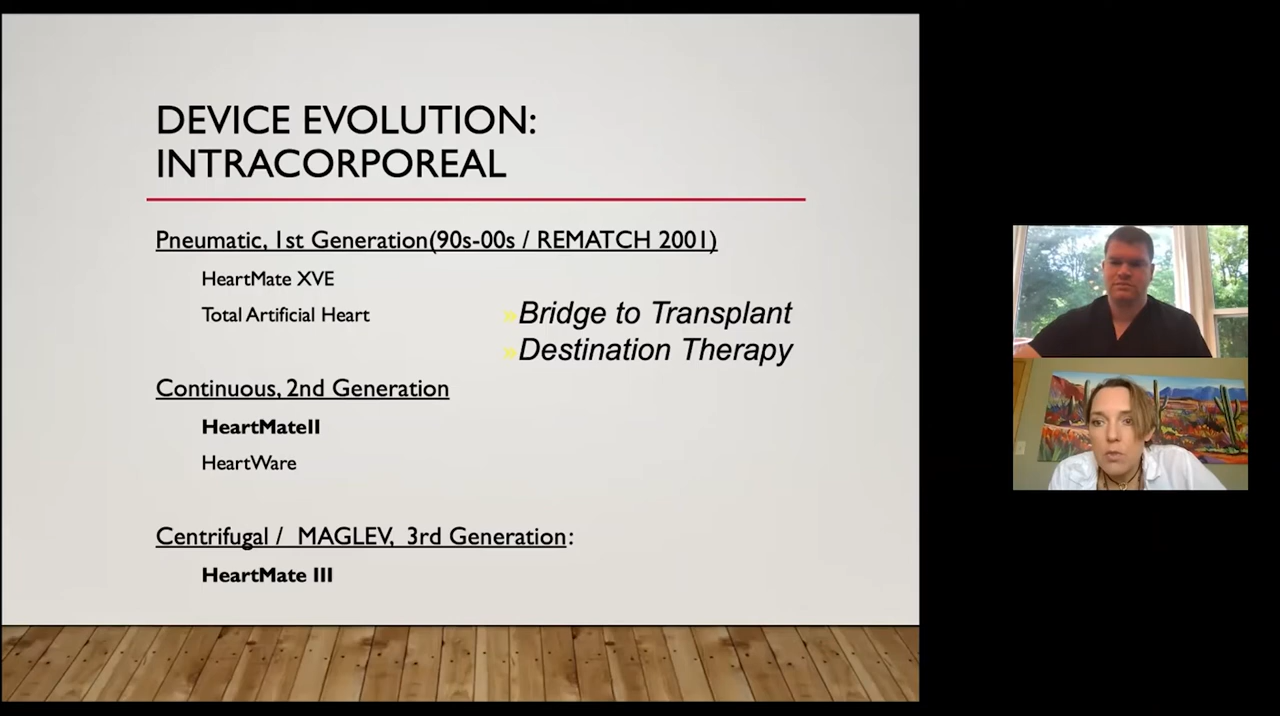 DEVICE EVOLUTION:
INTRACORPOREAL
Pneumatic, 1st Generation(90s-00s / REMATCH 2001)
HeartMate XVE
Total Artificial Heart
»Bridge to Transplant
»Destination Therapy
Continuous, 2nd Generation
HeartMateII
HeartWare
Centrifugal / MAGLEV, 3rd Generation:
HeartMate III